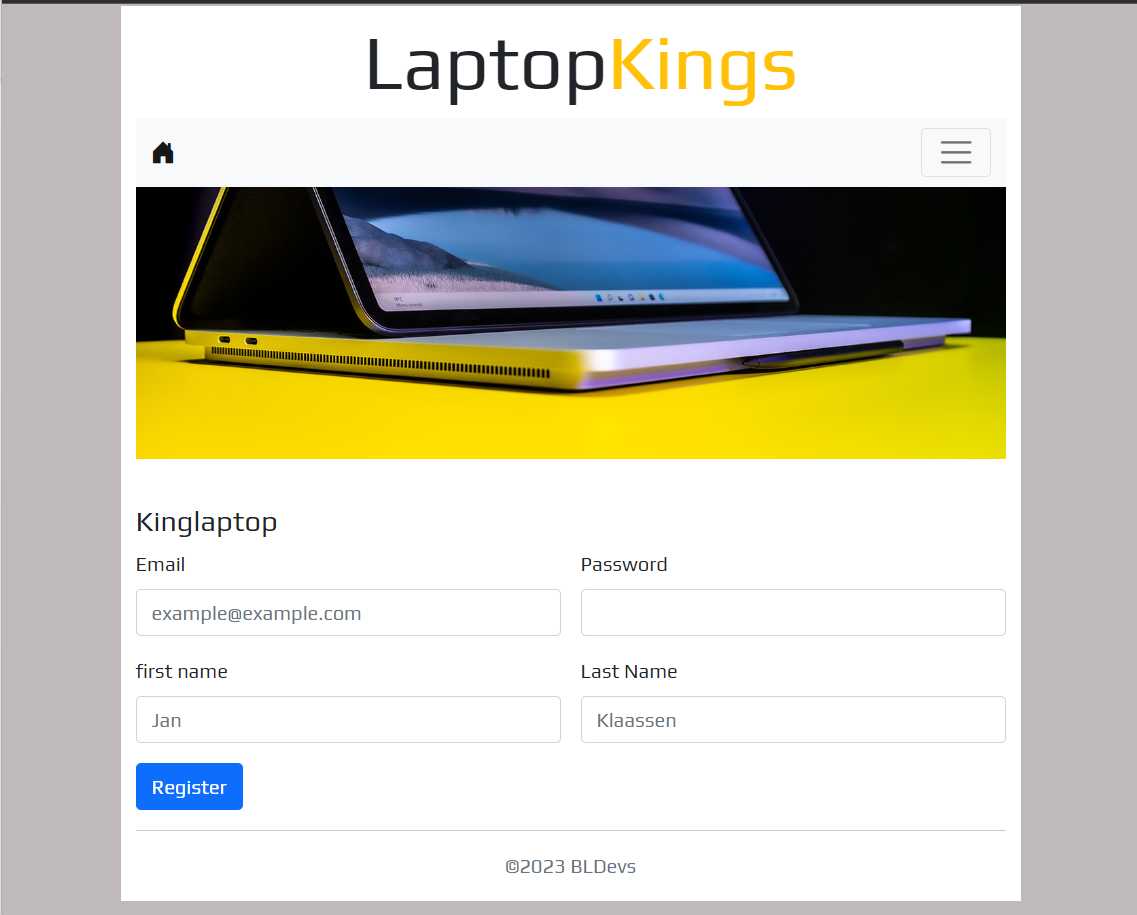 LaptopKings
Kinglaptop
Email
Password
example@example.com
first name
Last Name
Jan
Klaassen
Register
©2023 BLDevs